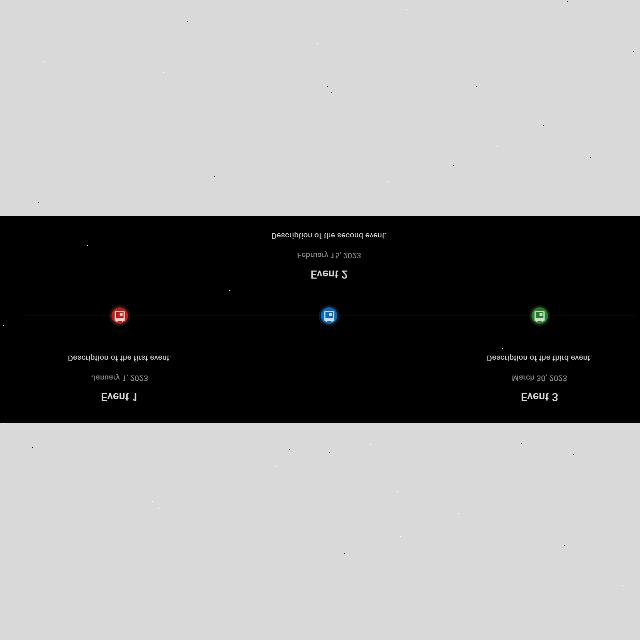 Event 1
January 1, 2023
Description of the first event.
Event 2
February 15, 2023
Description of the second event.
Event 3
March 30, 2023
Description of the third event.